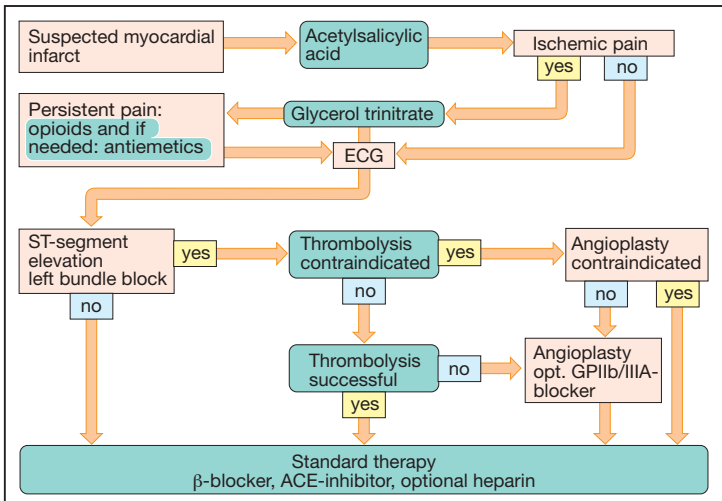 Suspected myocardial
infarct
Acetylsalicylic
acid
Ischemic pain
yes
no
Persistent pain:
opioids and if
needed: antiemetics
Glycerol trinitrate
ECG
ST-segment
elevation
left bundle block
yes
no
Thrombolysis
contraindicated
yes
no
Angioplasty
contraindicated
no
yes
Thrombolysis
successful
no
yes
Angioplasty
opt. GPIIb/IIIA-
blocker
Standard therapy
β-blocker, ACE-inhibitor, optional heparin